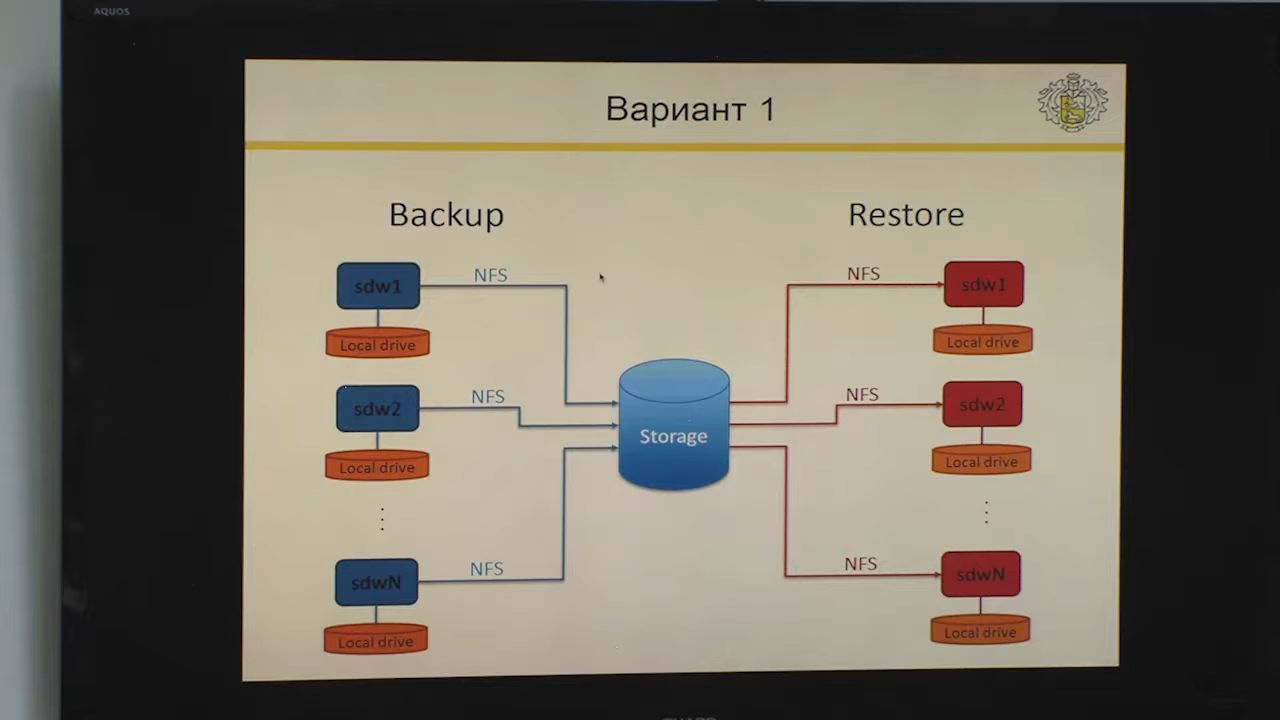 AQUOS
Вариант 1
Backup
Restore
sdw1
NFS
Local drive
sdw2
NFS
Local drive
sdwN
NFS
Local drive
Storage
NFS
sdw1
Local drive
NFS
sdw2
Local drive
NFS
sdwN
Local drive